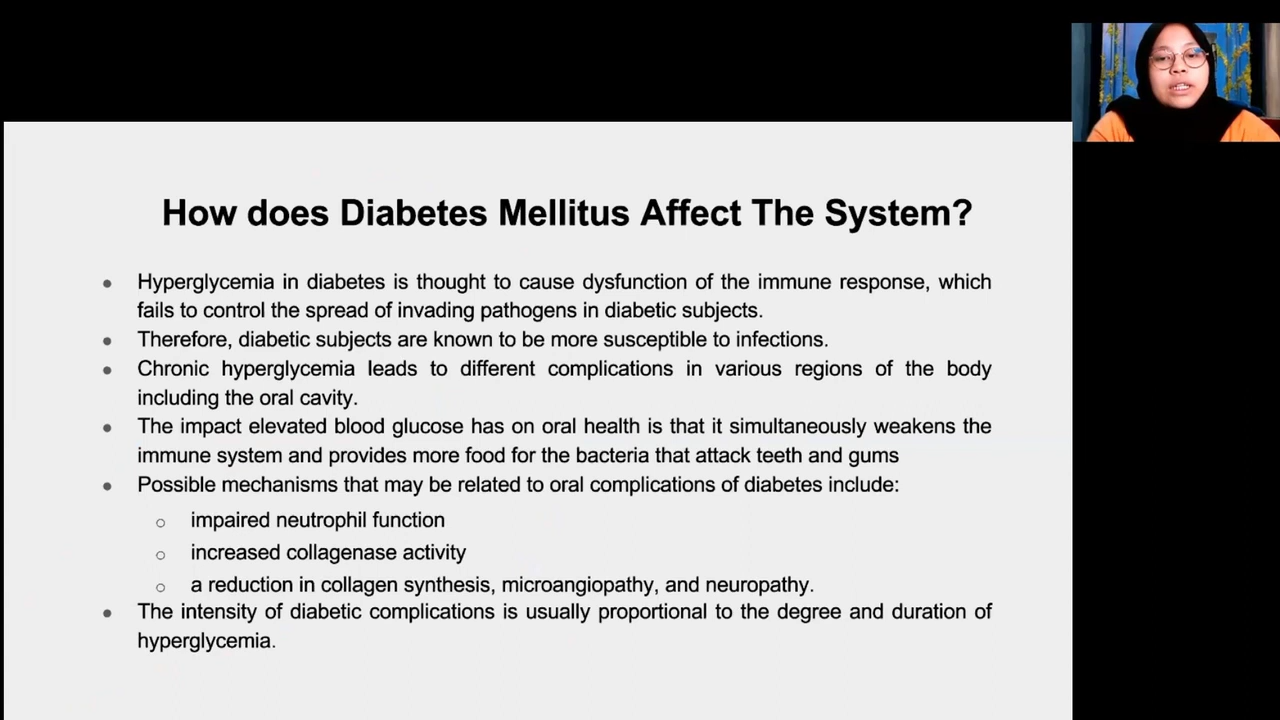 How does Diabetes Mellitus Affect The System?
● Hyperglycemia in diabetes is thought to cause dysfunction of the immune response, which
fails to control the spread of invading pathogens in diabetic subjects.
● Therefore, diabetic subjects are known to be more susceptible to infections.
● Chronic hyperglycemia leads to different complications in various regions of the body
including the oral cavity.
● The impact elevated blood glucose has on oral health is that it simultaneously weakens the
immune system and provides more food for the bacteria that attack teeth and gums
● Possible mechanisms that may be related to oral complications of diabetes include:
○ impaired neutrophil function
○ increased collagenase activity
○ a reduction in collagen synthesis, microangiopathy, and neuropathy.
● The intensity of diabetic complications is usually proportional to the degree and duration of
hyperglycemia.